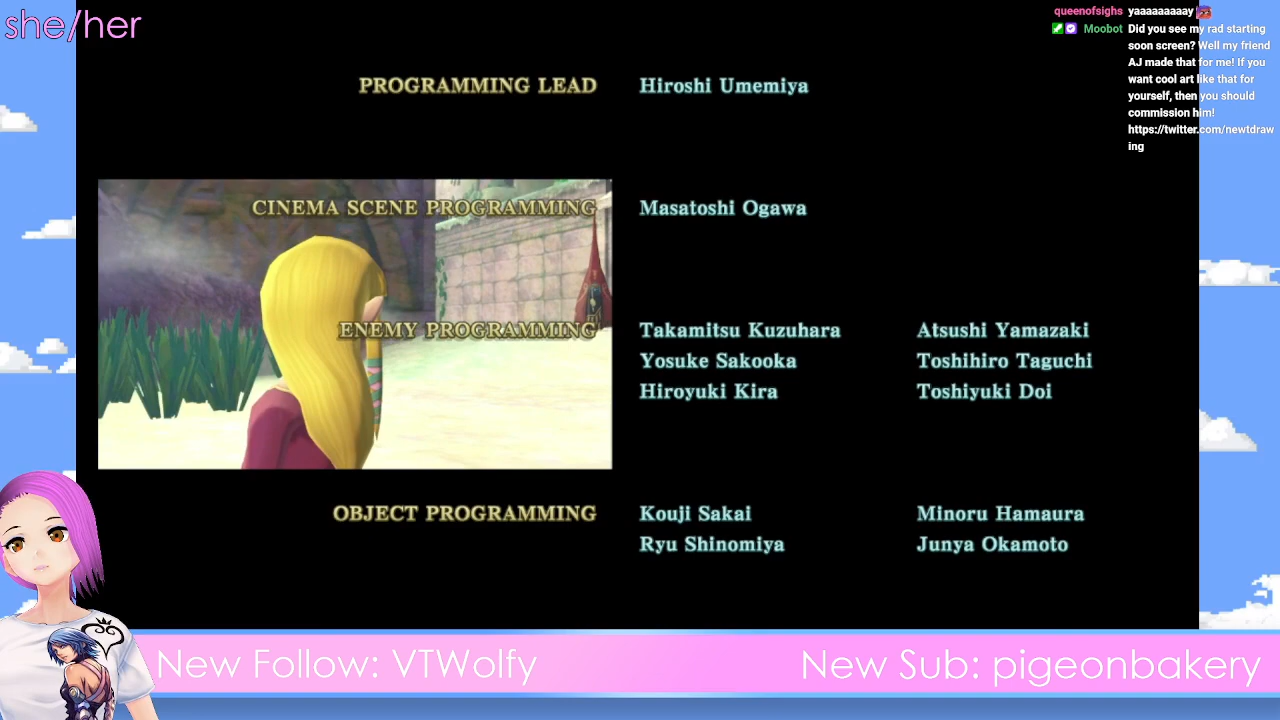 she/her
queenofsighs yaaaaaaaaay
Moobot Did you see my rad starting
soon screen? Well my friend
AJ made that for me! If you
want cool art like that for
yourself, then you should
commission him!
https://twitter.com/newtdraw
ing
PROGRAMMING LEAD Hiroshi Umemiya
CINEMA SCENE PROGRAMMING Masatoshi Ogawa
ENEMY PROGRAMMING Takamitsu Kuzuhara Atsushi Yamazaki
Yosuke Sakooka Toshihiro Taguchi
Hiroyuki Kira Toshiyuki Doi
OBJECT PROGRAMMING Kouji Sakai Minoru Hamaura
Ryu Shinomiya Junya Okamoto
New Follow: VTWolfy New Sub: pigeonbakery